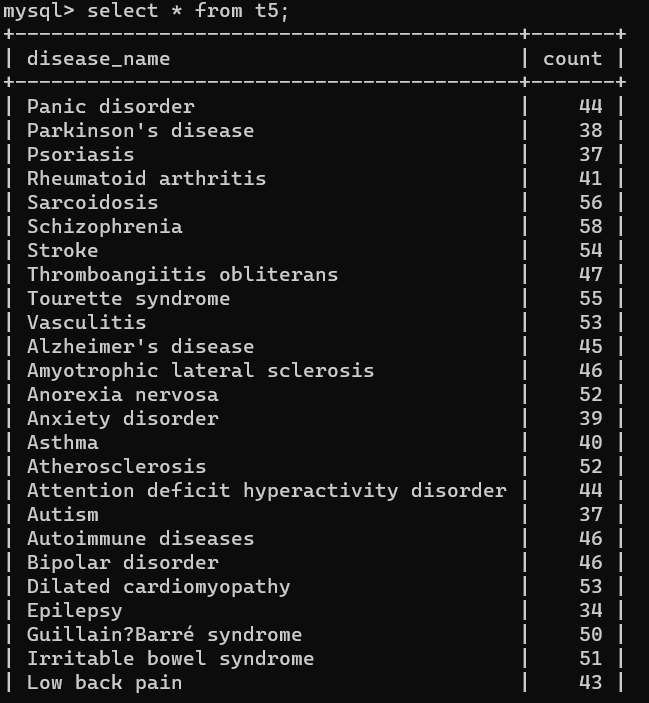 mysql> select * from t5;
+------------------------------------------+-------+
| disease_name                             | count |
+------------------------------------------+-------+
| Panic disorder                           |    44 |
| Parkinson's disease                      |    38 |
| Psoriasis                                |    37 |
| Rheumatoid arthritis                     |    41 |
| Sarcoidosis                              |    56 |
| Schizophrenia                            |    58 |
| Stroke                                   |    54 |
| Thromboangiitis obliterans               |    47 |
| Tourette syndrome                        |    55 |
| Vasculitis                               |    53 |
| Alzheimer's disease                      |    45 |
| Amyotrophic lateral sclerosis            |    46 |
| Anorexia nervosa                         |    52 |
| Anxiety disorder                         |    39 |
| Asthma                                   |    40 |
| Atherosclerosis                          |    52 |
| Attention deficit hyperactivity disorder |    44 |
| Autism                                   |    37 |
| Autoimmune diseases                      |    46 |
| Bipolar disorder                         |    46 |
| Dilated cardiomyopathy                   |    53 |
| Epilepsy                                 |    34 |
| Guillain?Barré syndrome                  |    50 |
| Irritable bowel syndrome                 |    51 |
| Low back pain                            |    43 |